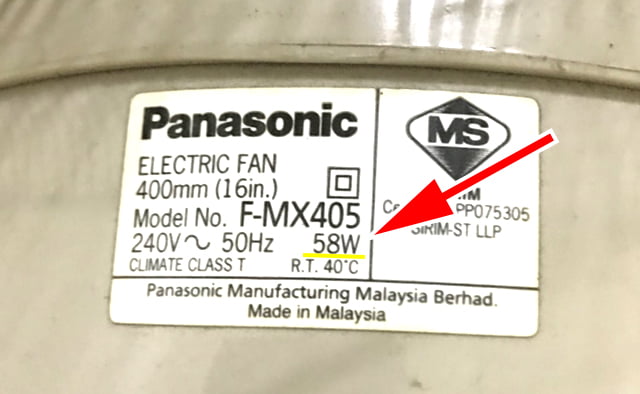 Panasonic
ELECTRIC FAN
400mm (16in.)
Model No. F-MX405
240V ~ 50Hz 58W
CLIMATE CLASS T R.T. 40°C
MS
PP075305
SIRIM-ST LLP
Panasonic Manufacturing Malaysia Berhad.
Made in Malaysia